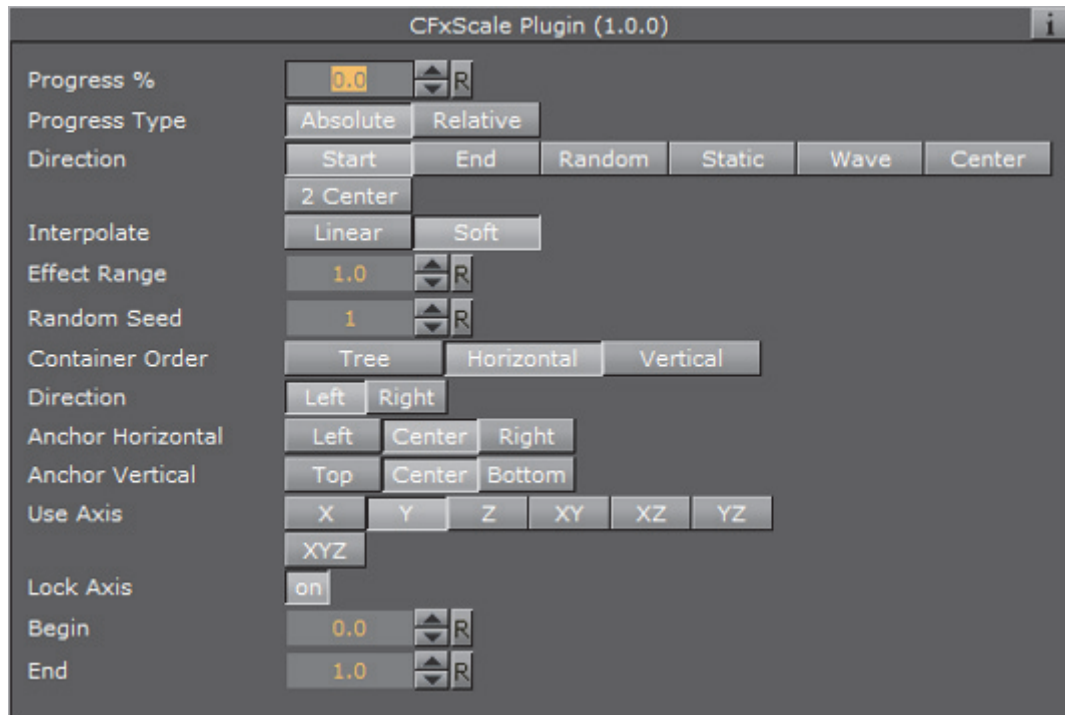 CFxScale Plugin (1.0.0) i
Progress % 0.0 R
Progress Type Absolute Relative
Direction Start End Random Static Wave Center
2 Center
Interpolate Linear Soft
Effect Range 1.0 R
Random Seed 1 R
Container Order Tree Horizontal Vertical
Direction Left Right
Anchor Horizontal Left Center Right
Anchor Vertical Top Center Bottom
Use Axis X Y Z XY XZ YZ
XYZ
Lock Axis on
Begin 0.0 R
End 1.0 R